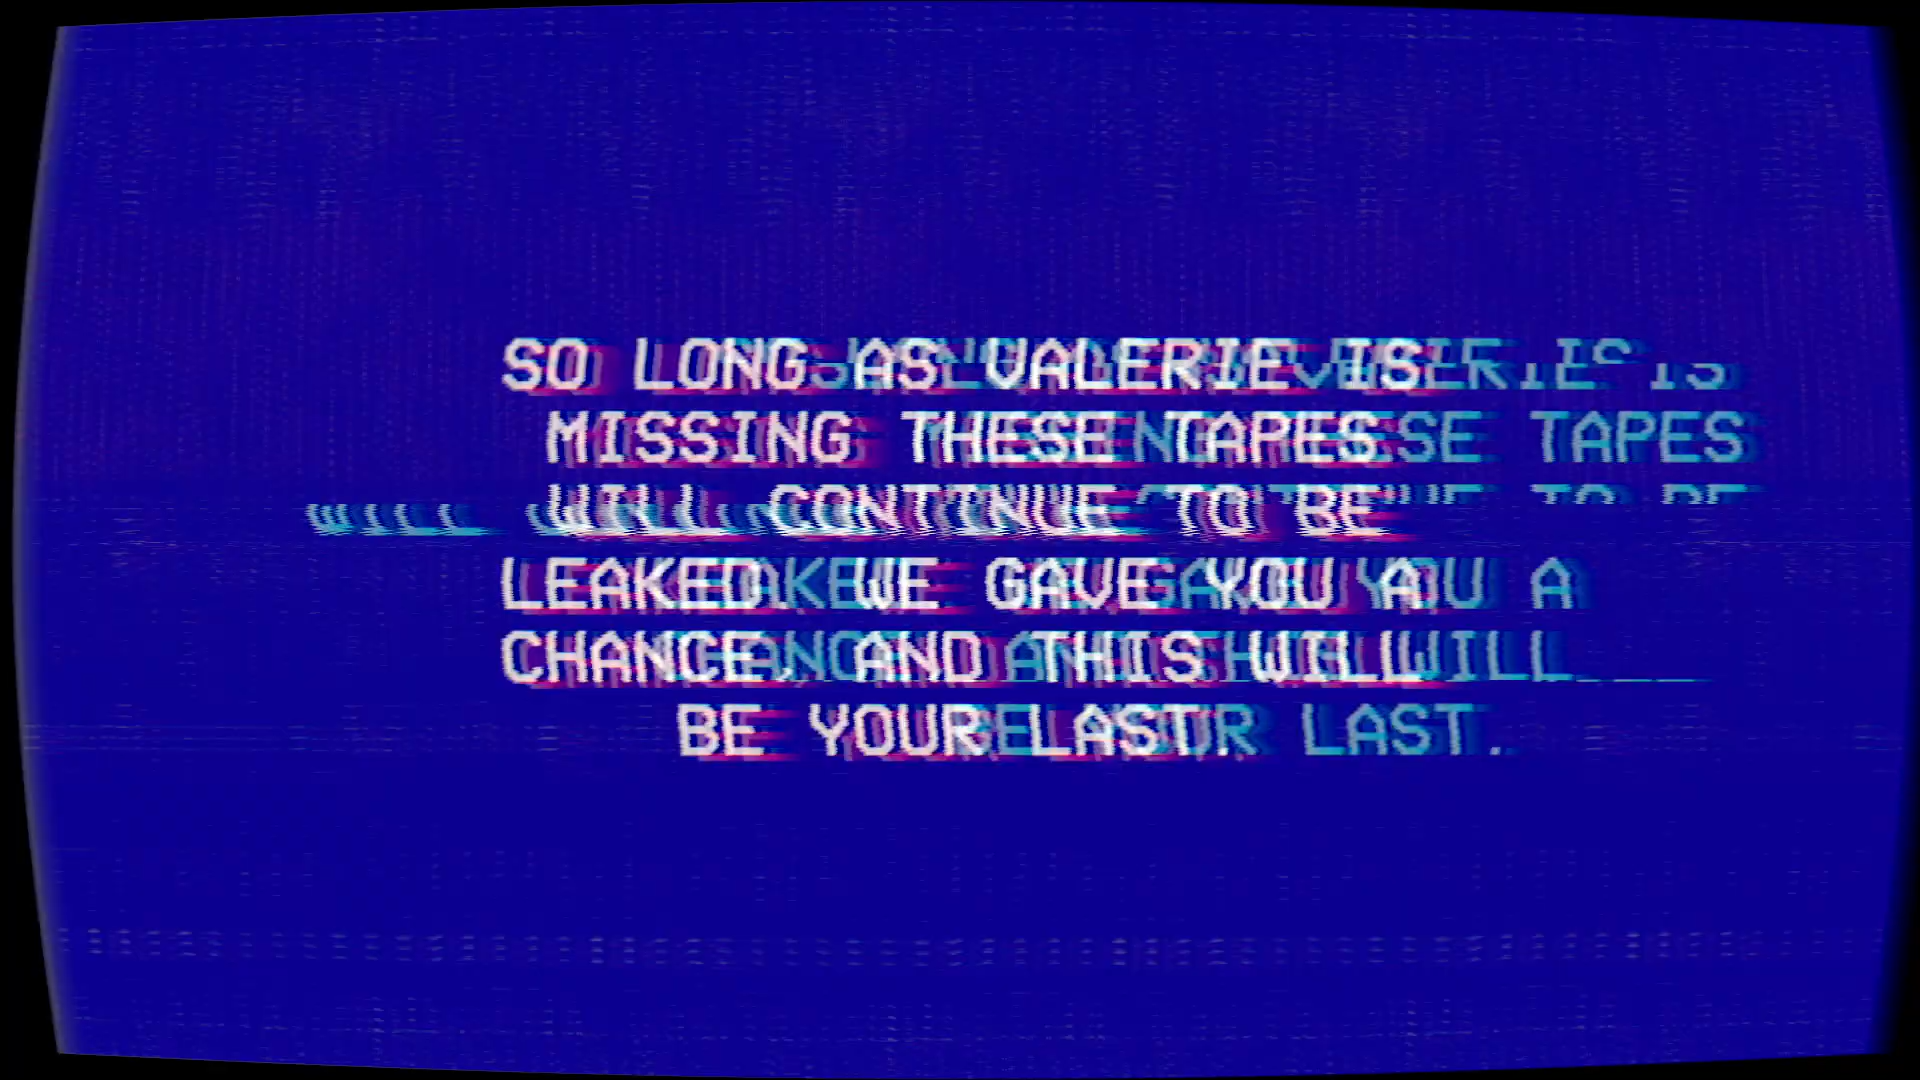 SO LONG AS VALERIE IS
MISSING THESE TAPES
WILL CONTINUE TO BE
LEAKED. WE GAVE YOU A
CHANCE, AND THIS WILL
BE YOUR LAST.